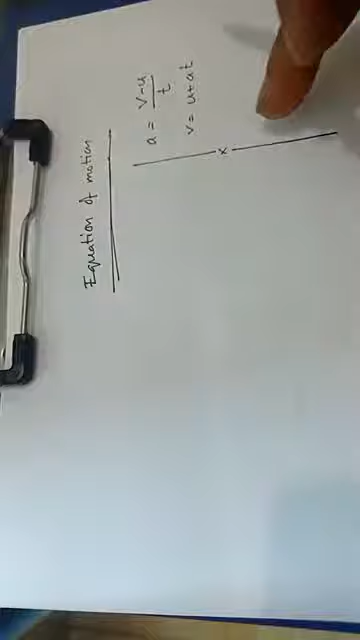 Equation of motion
a = v-u/t
v = u+at
x